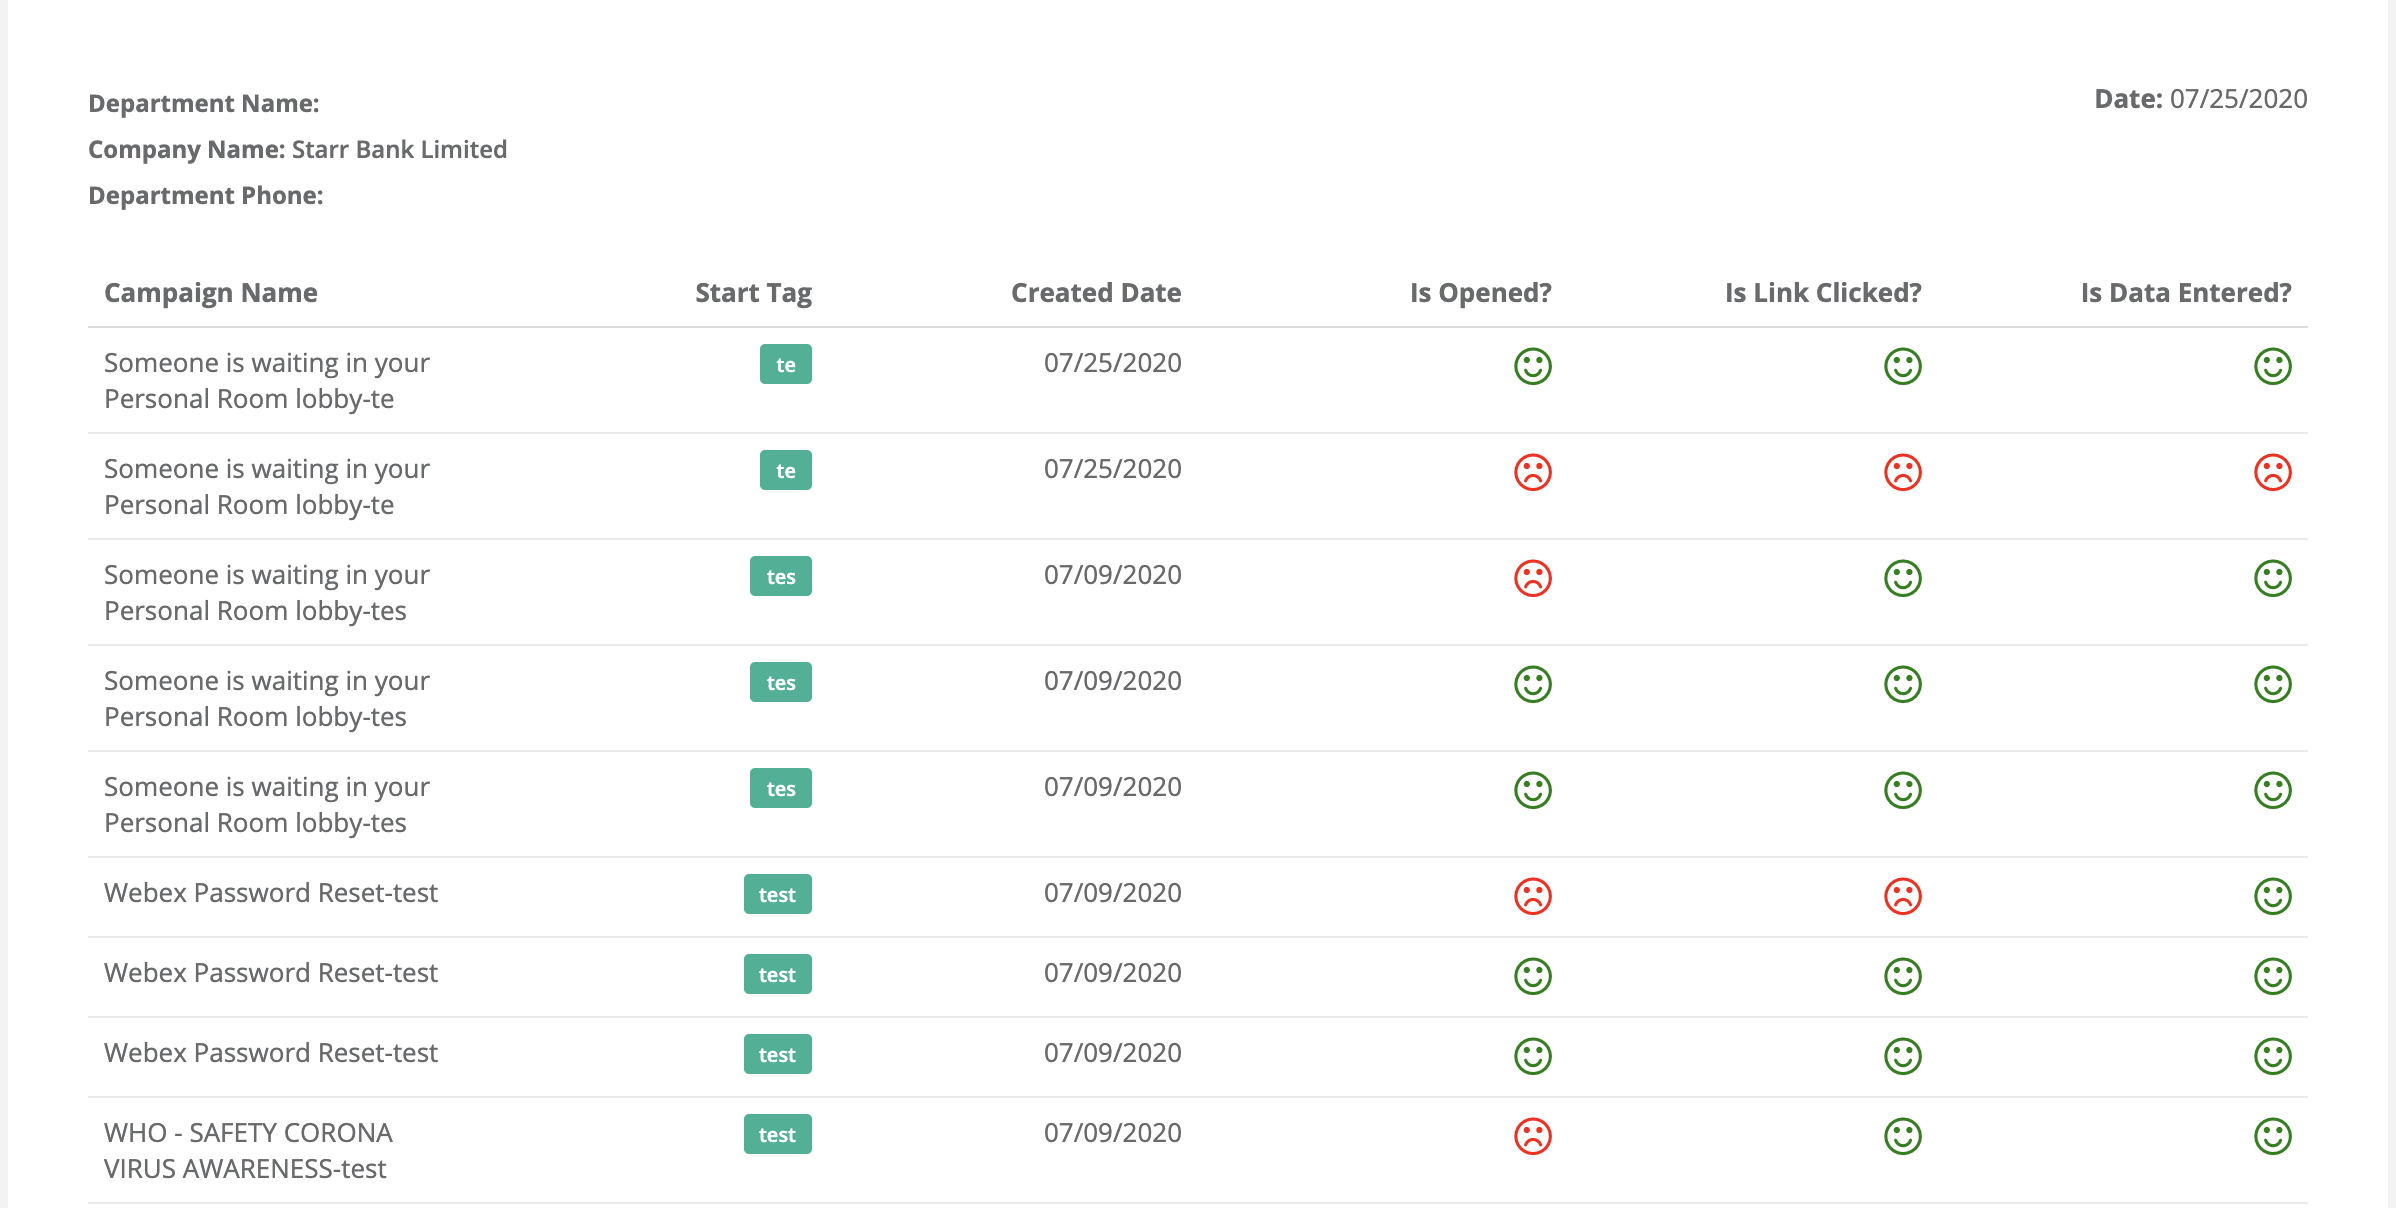 Department Name:
Date: 07/25/2020
Company Name: Starr Bank Limited
Department Phone:
Campaign Name Start Tag Created Date Is Opened? Is Link Clicked? Is Data Entered?
Someone is waiting in your te 07/25/2020
Personal Room lobby-te
Someone is waiting in your te 07/25/2020
Personal Room lobby-te
Someone is waiting in your tes 07/09/2020
Personal Room lobby-tes
Someone is waiting in your tes 07/09/2020
Personal Room lobby-tes
Someone is waiting in your tes 07/09/2020
Personal Room lobby-tes
Webex Password Reset-test test 07/09/2020
Webex Password Reset-test test 07/09/2020
Webex Password Reset-test test 07/09/2020
WHO - SAFETY CORONA test 07/09/2020
VIRUS AWARENESS-test